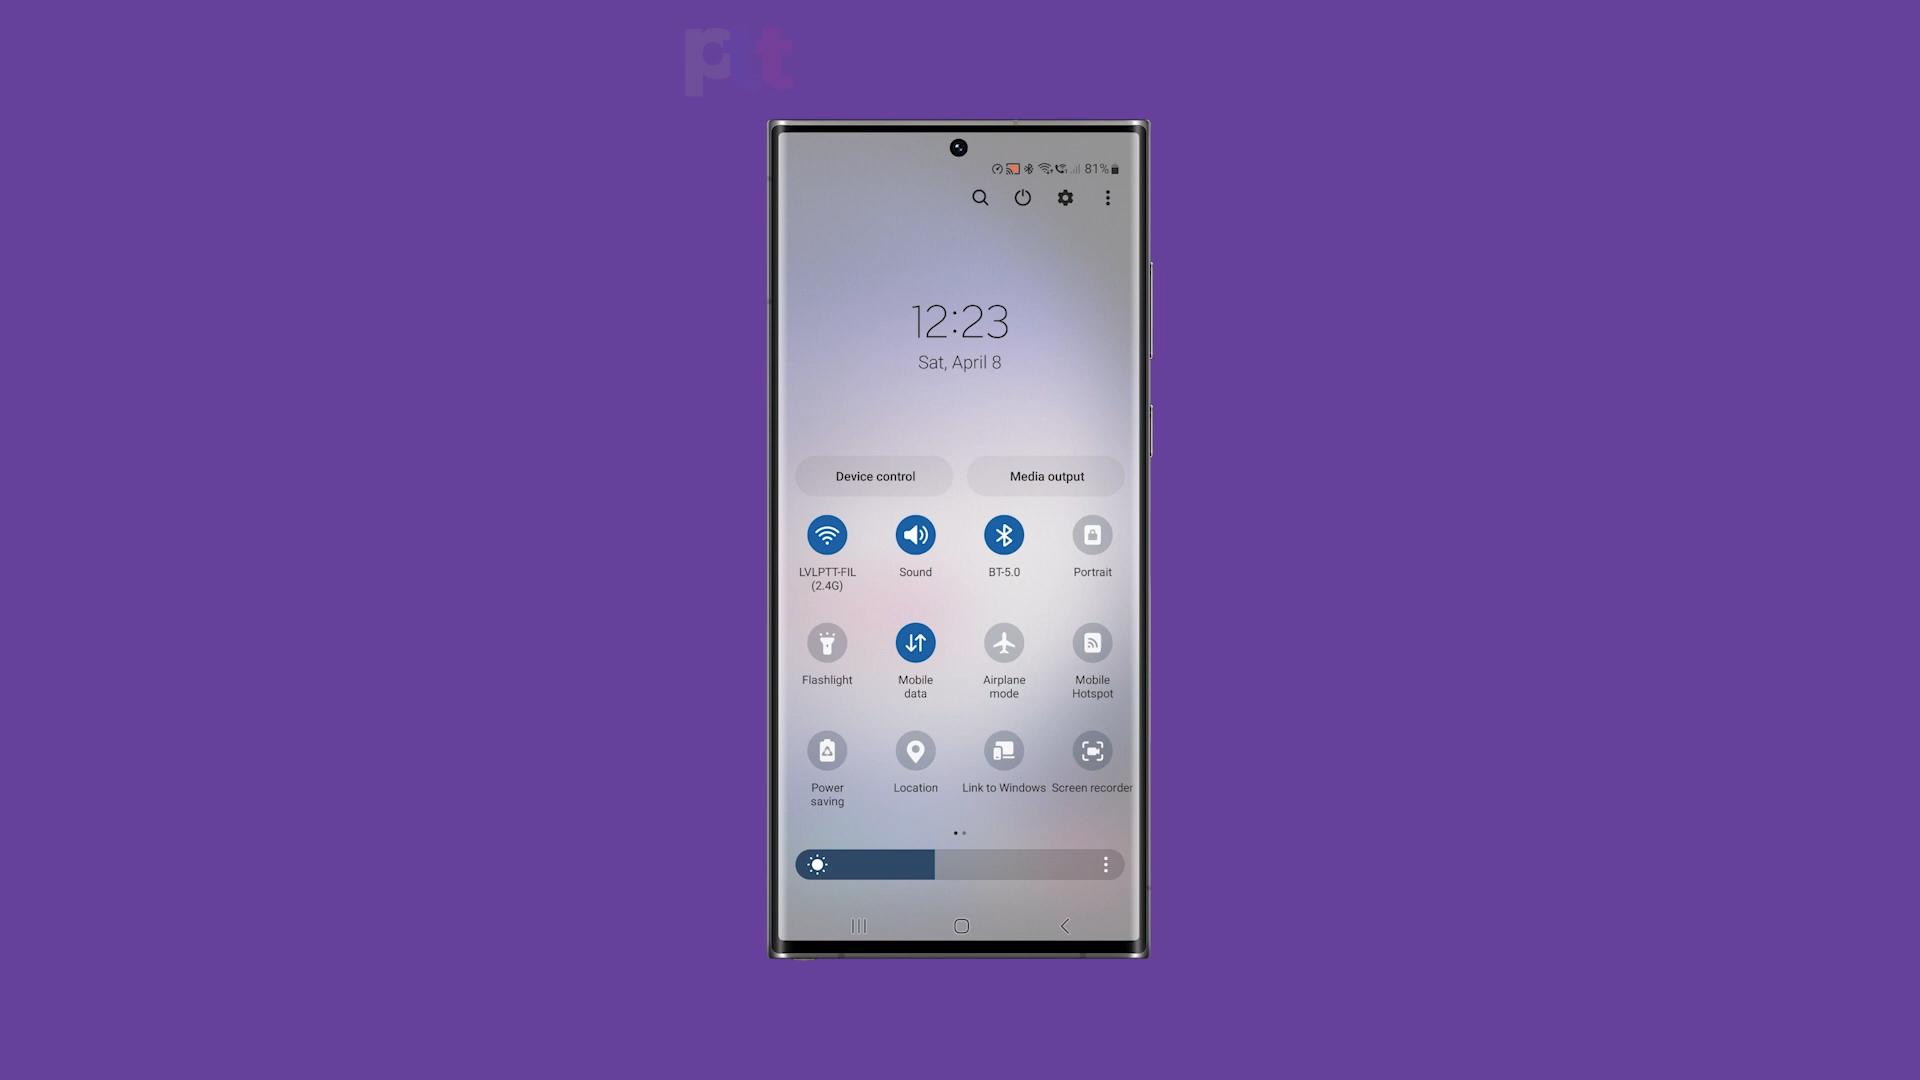 ptt
81%
12:23
Sat, April 8
Device control
Media output
LVLPTT-FIL
(2.4G)
Sound
BT-5.0
Portrait
Flashlight
Mobile
data
Airplane
mode
Mobile
Hotspot
Power
saving
Location
Link to Windows
Screen recorder